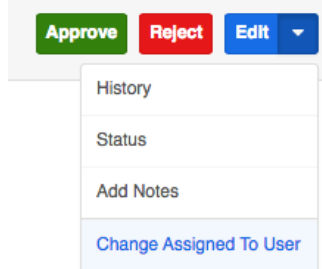 Approve Reject Edit
History
Status
Add Notes
Change Assigned To User